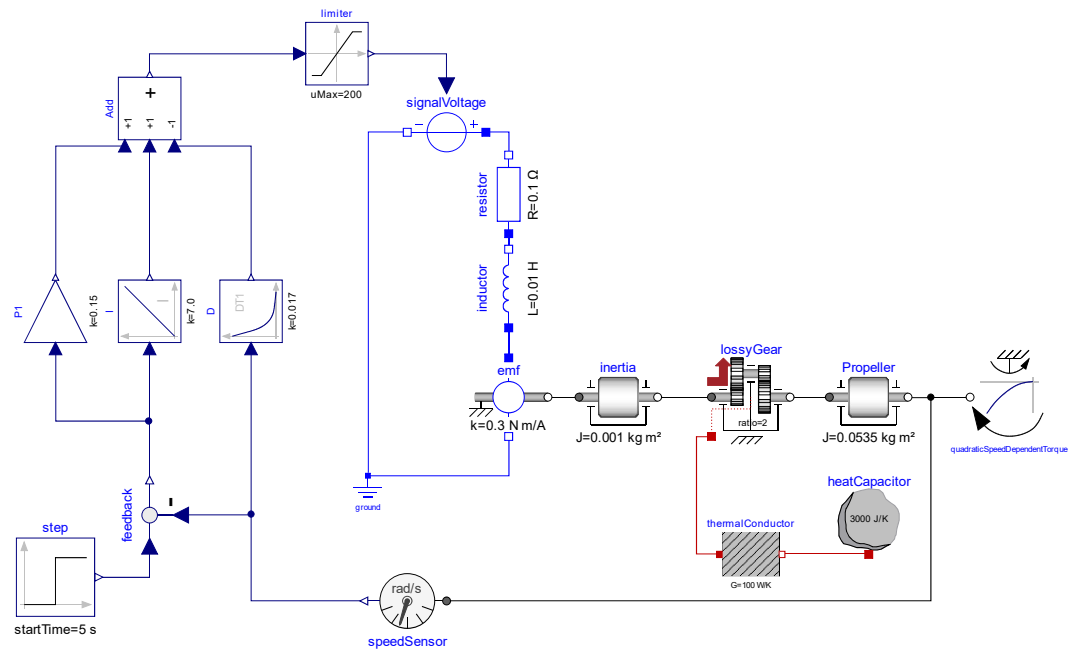 limiter
uMax=200
Add
+
+1
+1
-1
signalVoltage
−
+
resistor
R=0.1 Ω
inductor
L=0.01 H
P1
k=0.15
I
I
k=7.0
D
DT1
k=0.017
emf
k=0.3 N m/A
inertia
J=0.001 kg m²
lossyGear
ratio=2
Propeller
J=0.0535 kg m²
quadraticSpeedDependentTorque
ground
feedback
-
step
startTime=5 s
heatCapacitor
3000 J/K
thermalConductor
G=100 W/K
rad/s
speedSensor